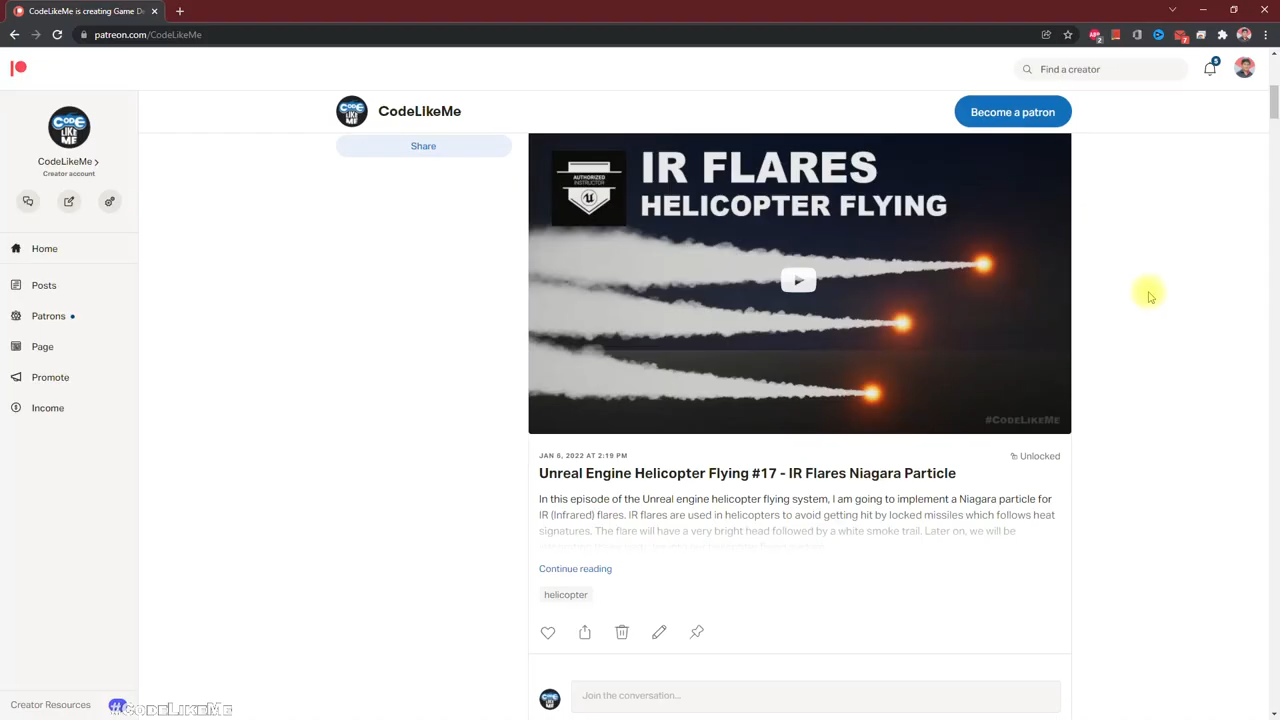 CodeLikeMe is creating Game De
patreon.com/CodeLikeMe
2
7
Find a creator
5
CODE LIKE ME
CodeLikeMe
Become a patron
CodeLikeMe
Creator account
Share
Home
Posts
Patrons
Page
Promote
Income
AUTHORIZED INSTRUCTOR
IR FLARES
HELICOPTER FLYING
#CODELIKEME
JAN 6, 2022 AT 2:19 PM
Unlocked
Unreal Engine Helicopter Flying #17 - IR Flares Niagara Particle
In this episode of the Unreal engine helicopter flying system, I am going to implement a Niagara particle for
IR (Infrared) flares. IR flares are used in helicopters to avoid getting hit by locked missiles which follows heat
signatures. The flare will have a very bright head followed by a white smoke trail. Later on, we will be
Continue reading
helicopter
Join the conversation...
Creator Resources
#CODELIKEME